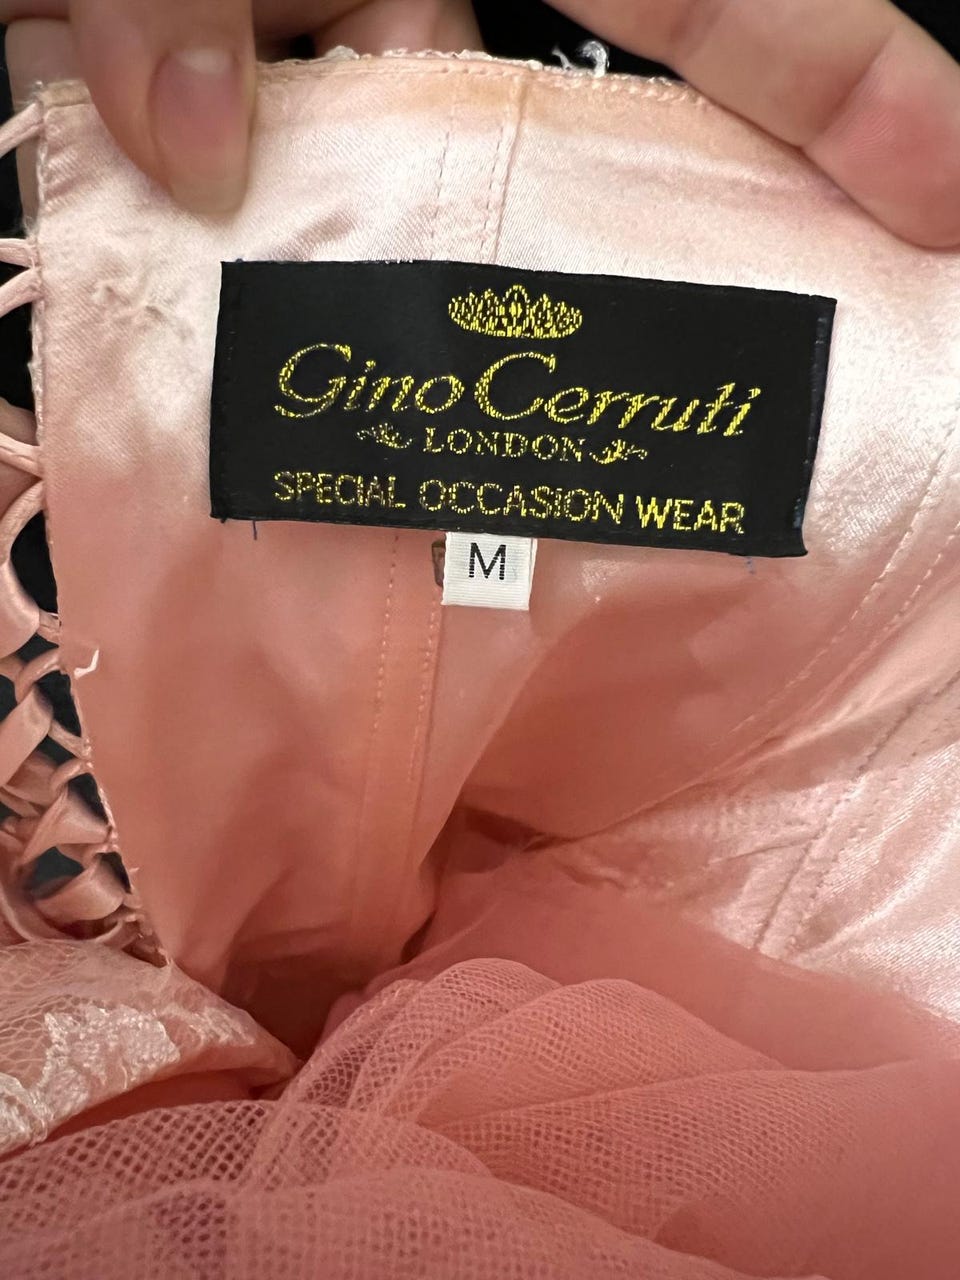 Gino Cerruti
LONDON
SPECIAL OCCASION WEAR
M